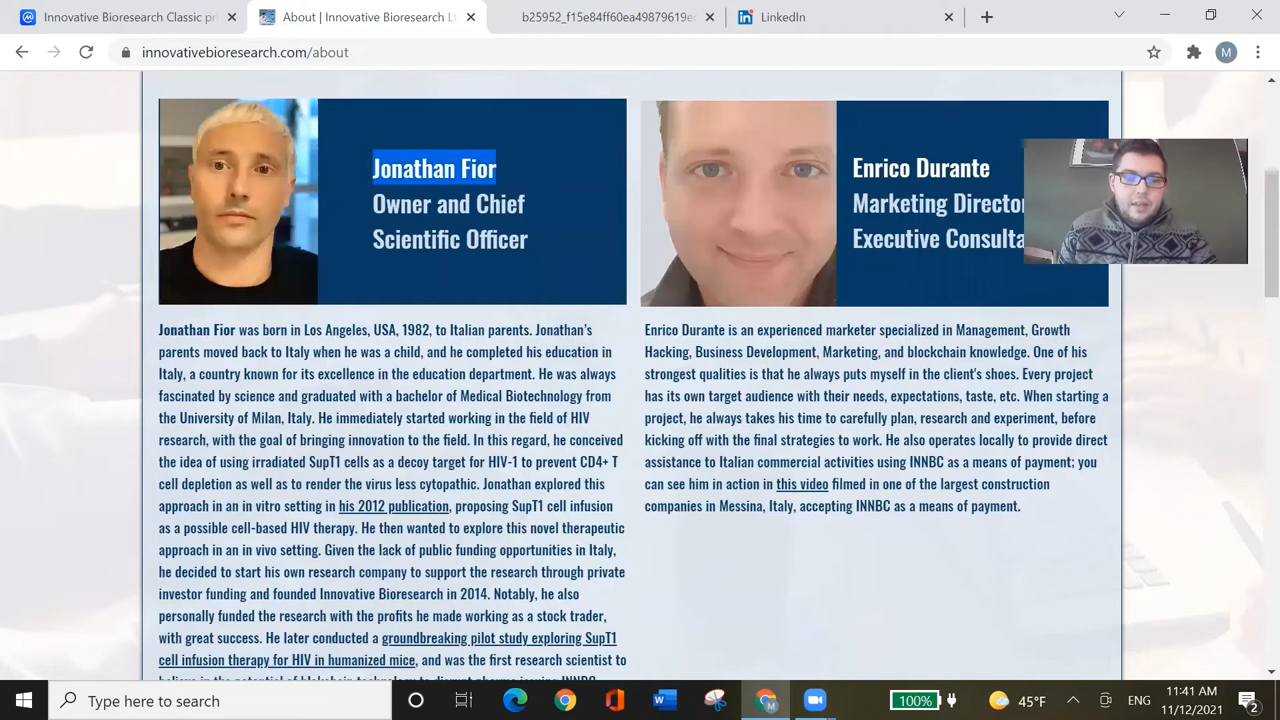 Innovative Bioresearch Classic pri
About | Innovative Bioresearch Lt
b25952_f15e84ff60ea49879619e
LinkedIn
innovativebioresearch.com/about
M
Jonathan Fior
Owner and Chief
Scientific Officer
Enrico Durante
Marketing Director
Executive Consulta
Jonathan Fior was born in Los Angeles, USA, 1982, to Italian parents. Jonathan's
parents moved back to Italy when he was a child, and he completed his education in
Italy, a country known for its excellence in the education department. He was always
fascinated by science and graduated with a bachelor of Medical Biotechnology from
the University of Milan, Italy. He immediately started working in the field of HIV
research, with the goal of bringing innovation to the field. In this regard, he conceived
the idea of using irradiated SupT1 cells as a decoy target for HIV-1 to prevent CD4+ T
cell depletion as well as to render the virus less cytopathic. Jonathan explored this
approach in an in vitro setting in his 2012 publication, proposing SupT1 cell infusion
as a possible cell-based HIV therapy. He then wanted to explore this novel therapeutic
approach in an in vivo setting. Given the lack of public funding opportunities in Italy,
he decided to start his own research company to support the research through private
investor funding and founded Innovative Bioresearch in 2014. Notably, he also
personally funded the research with the profits he made working as a stock trader,
with great success. He later conducted a groundbreaking pilot study exploring SupT1
cell infusion therapy for HIV in humanized mice, and was the first research scientist to
Enrico Durante is an experienced marketer specialized in Management, Growth
Hacking, Business Development, Marketing, and blockchain knowledge. One of his
strongest qualities is that he always puts myself in the client's shoes. Every project
has its own target audience with their needs, expectations, taste, etc. When starting a
project, he always takes his time to carefully plan, research and experiment, before
kicking off with the final strategies to work. He also operates locally to provide direct
assistance to Italian commercial activities using INNBC as a means of payment; you
can see him in action in this video filmed in one of the largest construction
companies in Messina, Italy, accepting INNBC as a means of payment.
Type here to search
100%
45°F
ENG
11:41 AM
11/12/2021
2